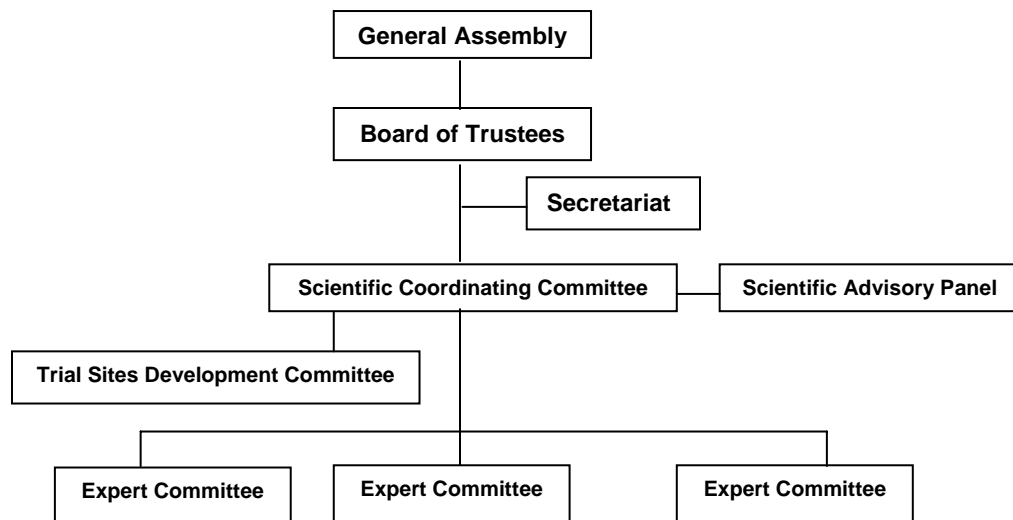 General Assembly
Board of Trustees
Secretariat
Scientific Coordinating Committee
Scientific Advisory Panel
Trial Sites Development Committee
Expert Committee
Expert Committee
Expert Committee